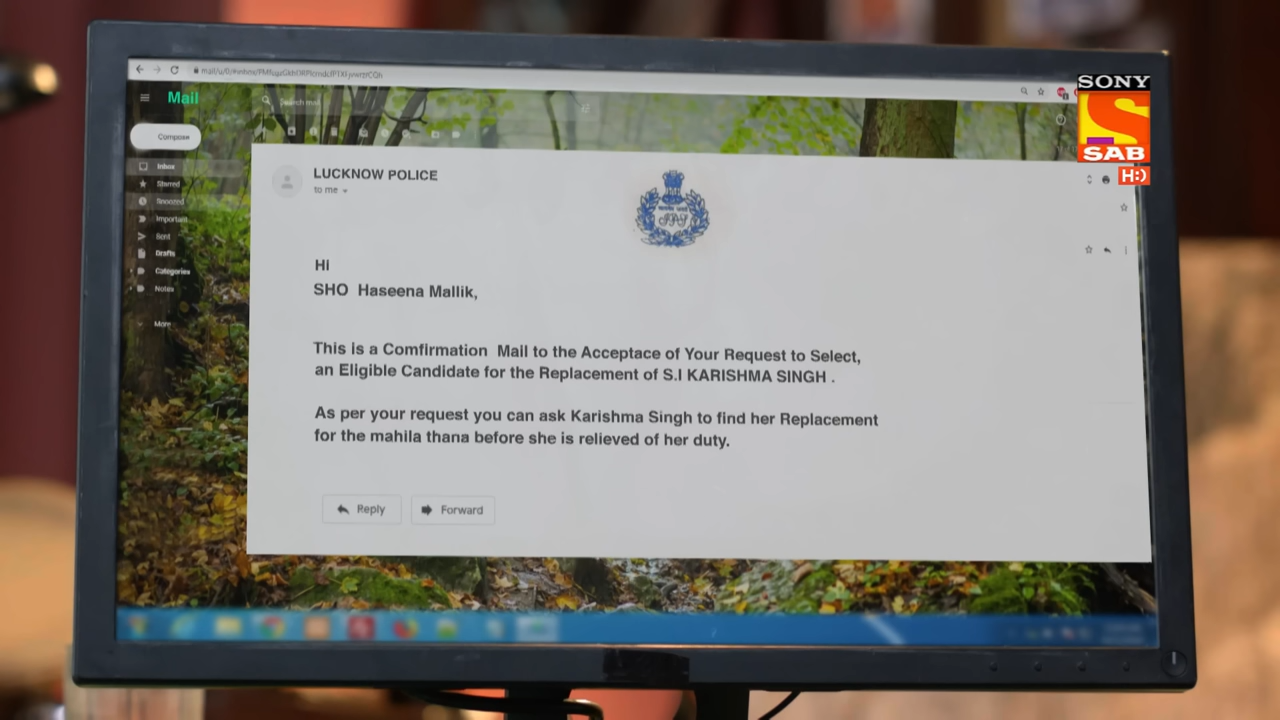 SONY
SAB
HD
Mail
Search mail
Compose
Inbox
Starred
Snoozed
Important
Sent
Drafts
Categories
Notes
More
LUCKNOW POLICE
to me
Hi
SHO Haseena Mallik,
This is a Comfirmation Mail to the Acceptace of Your Request to Select,
an Eligible Candidate for the Replacement of S.I KARISHMA SINGH .
As per your request you can ask Karishma Singh to find her Replacement
for the mahila thana before she is relieved of her duty.
Reply
Forward